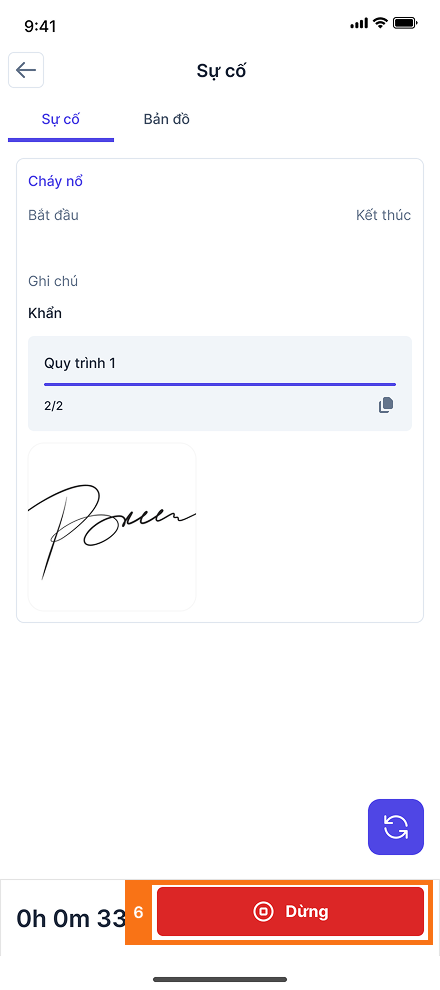 9:41
Sự cố
Sự cố
Bản đồ
Cháy nổ
Bắt đầu
Kết thúc
Ghi chú
Khẩn
Quy trình 1
2/2
0h 0m 33
6
Dừng